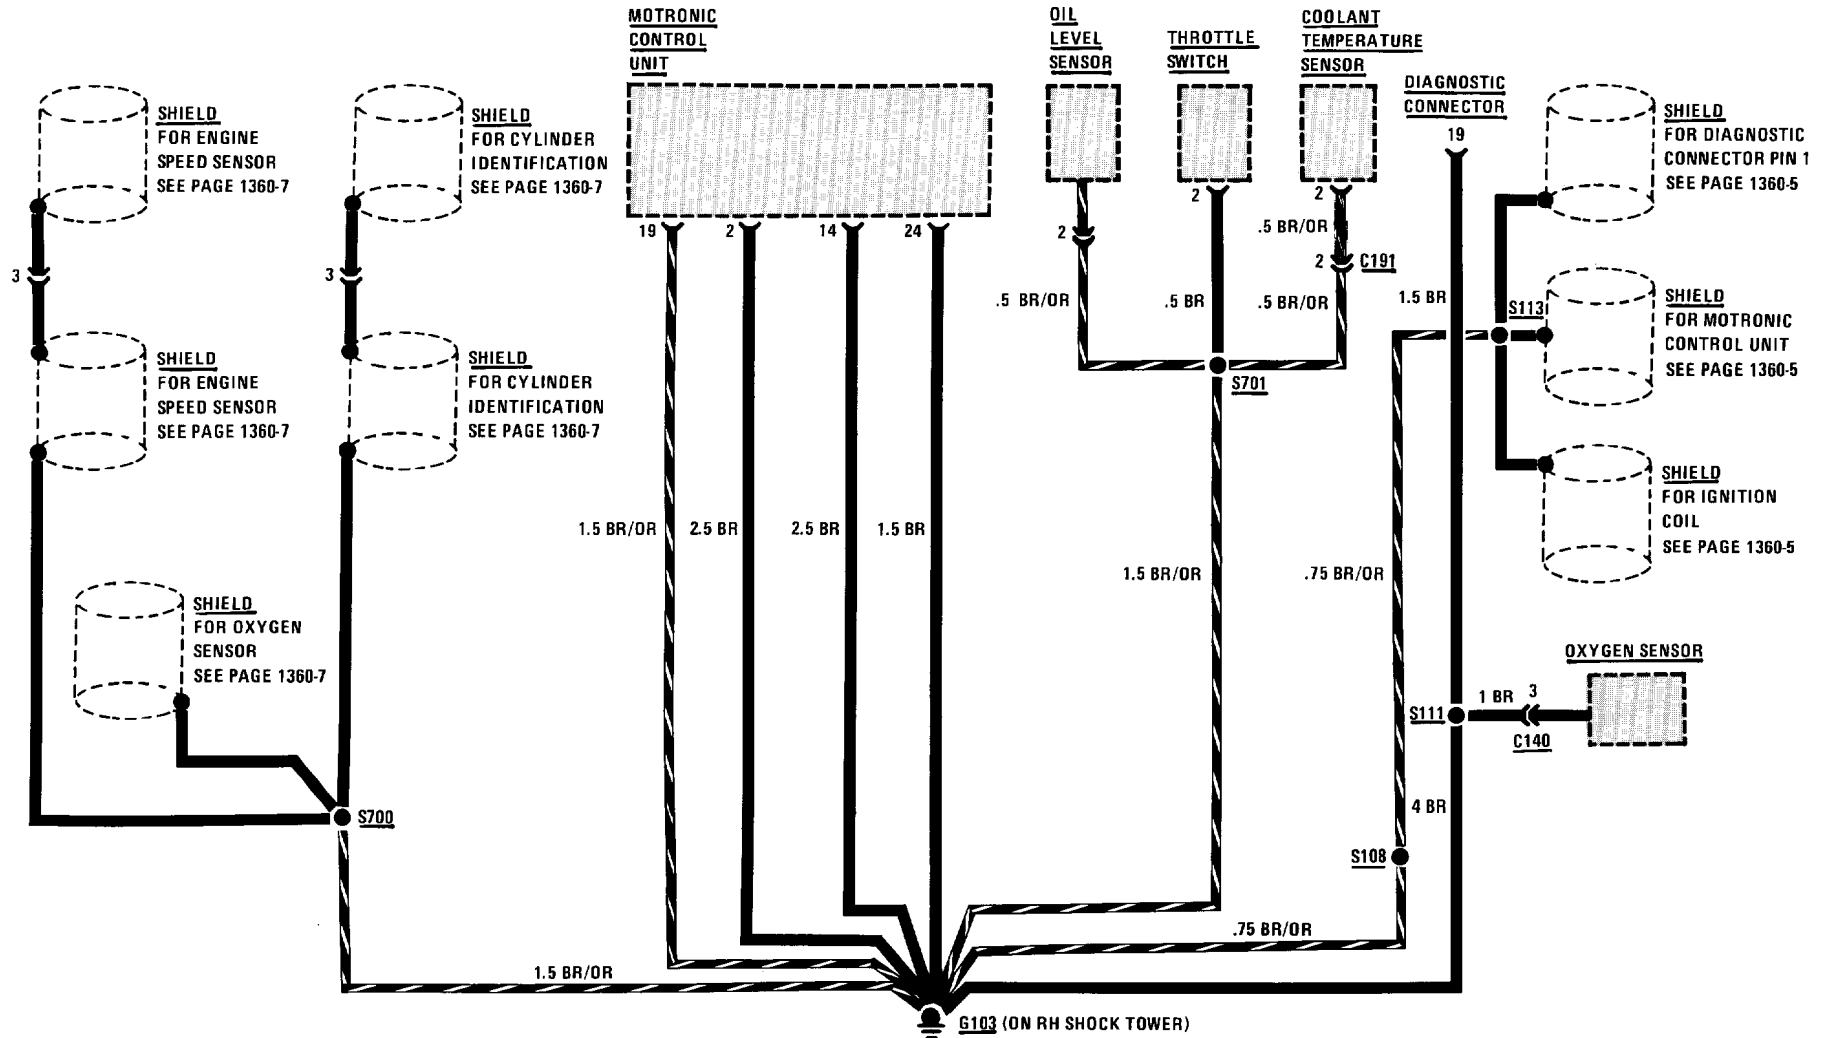 MOTRONIC
CONTROL
UNIT
OIL
LEVEL
SENSOR
THROTTLE
SWITCH
COOLANT
TEMPERATURE
SENSOR
DIAGNOSTIC
CONNECTOR
19
SHIELD
FOR ENGINE
SPEED SENSOR
SEE PAGE 1360-7
SHIELD
FOR CYLINDER
IDENTIFICATION
SEE PAGE 1360-7
SHIELD
FOR DIAGNOSTIC
CONNECTOR PIN 1
SEE PAGE 1360-5
19
2
14
24
2
2
2
.5 BR/OR
2
C191
3
3
.5 BR/OR
.5 BR
.5 BR/OR
1.5 BR
S113
SHIELD
FOR MOTRONIC
CONTROL UNIT
SEE PAGE 1360-5
SHIELD
FOR ENGINE
SPEED SENSOR
SEE PAGE 1360-7
SHIELD
FOR CYLINDER
IDENTIFICATION
SEE PAGE 1360-7
S701
SHIELD
FOR IGNITION
COIL
SEE PAGE 1360-5
1.5 BR/OR
2.5 BR
2.5 BR
1.5 BR
1.5 BR/OR
.75 BR/OR
SHIELD
FOR OXYGEN
SENSOR
SEE PAGE 1360-7
OXYGEN SENSOR
S111
1 BR
3
C140
S700
4 BR
S108
.75 BR/OR
1.5 BR/OR
G103 (ON RH SHOCK TOWER)